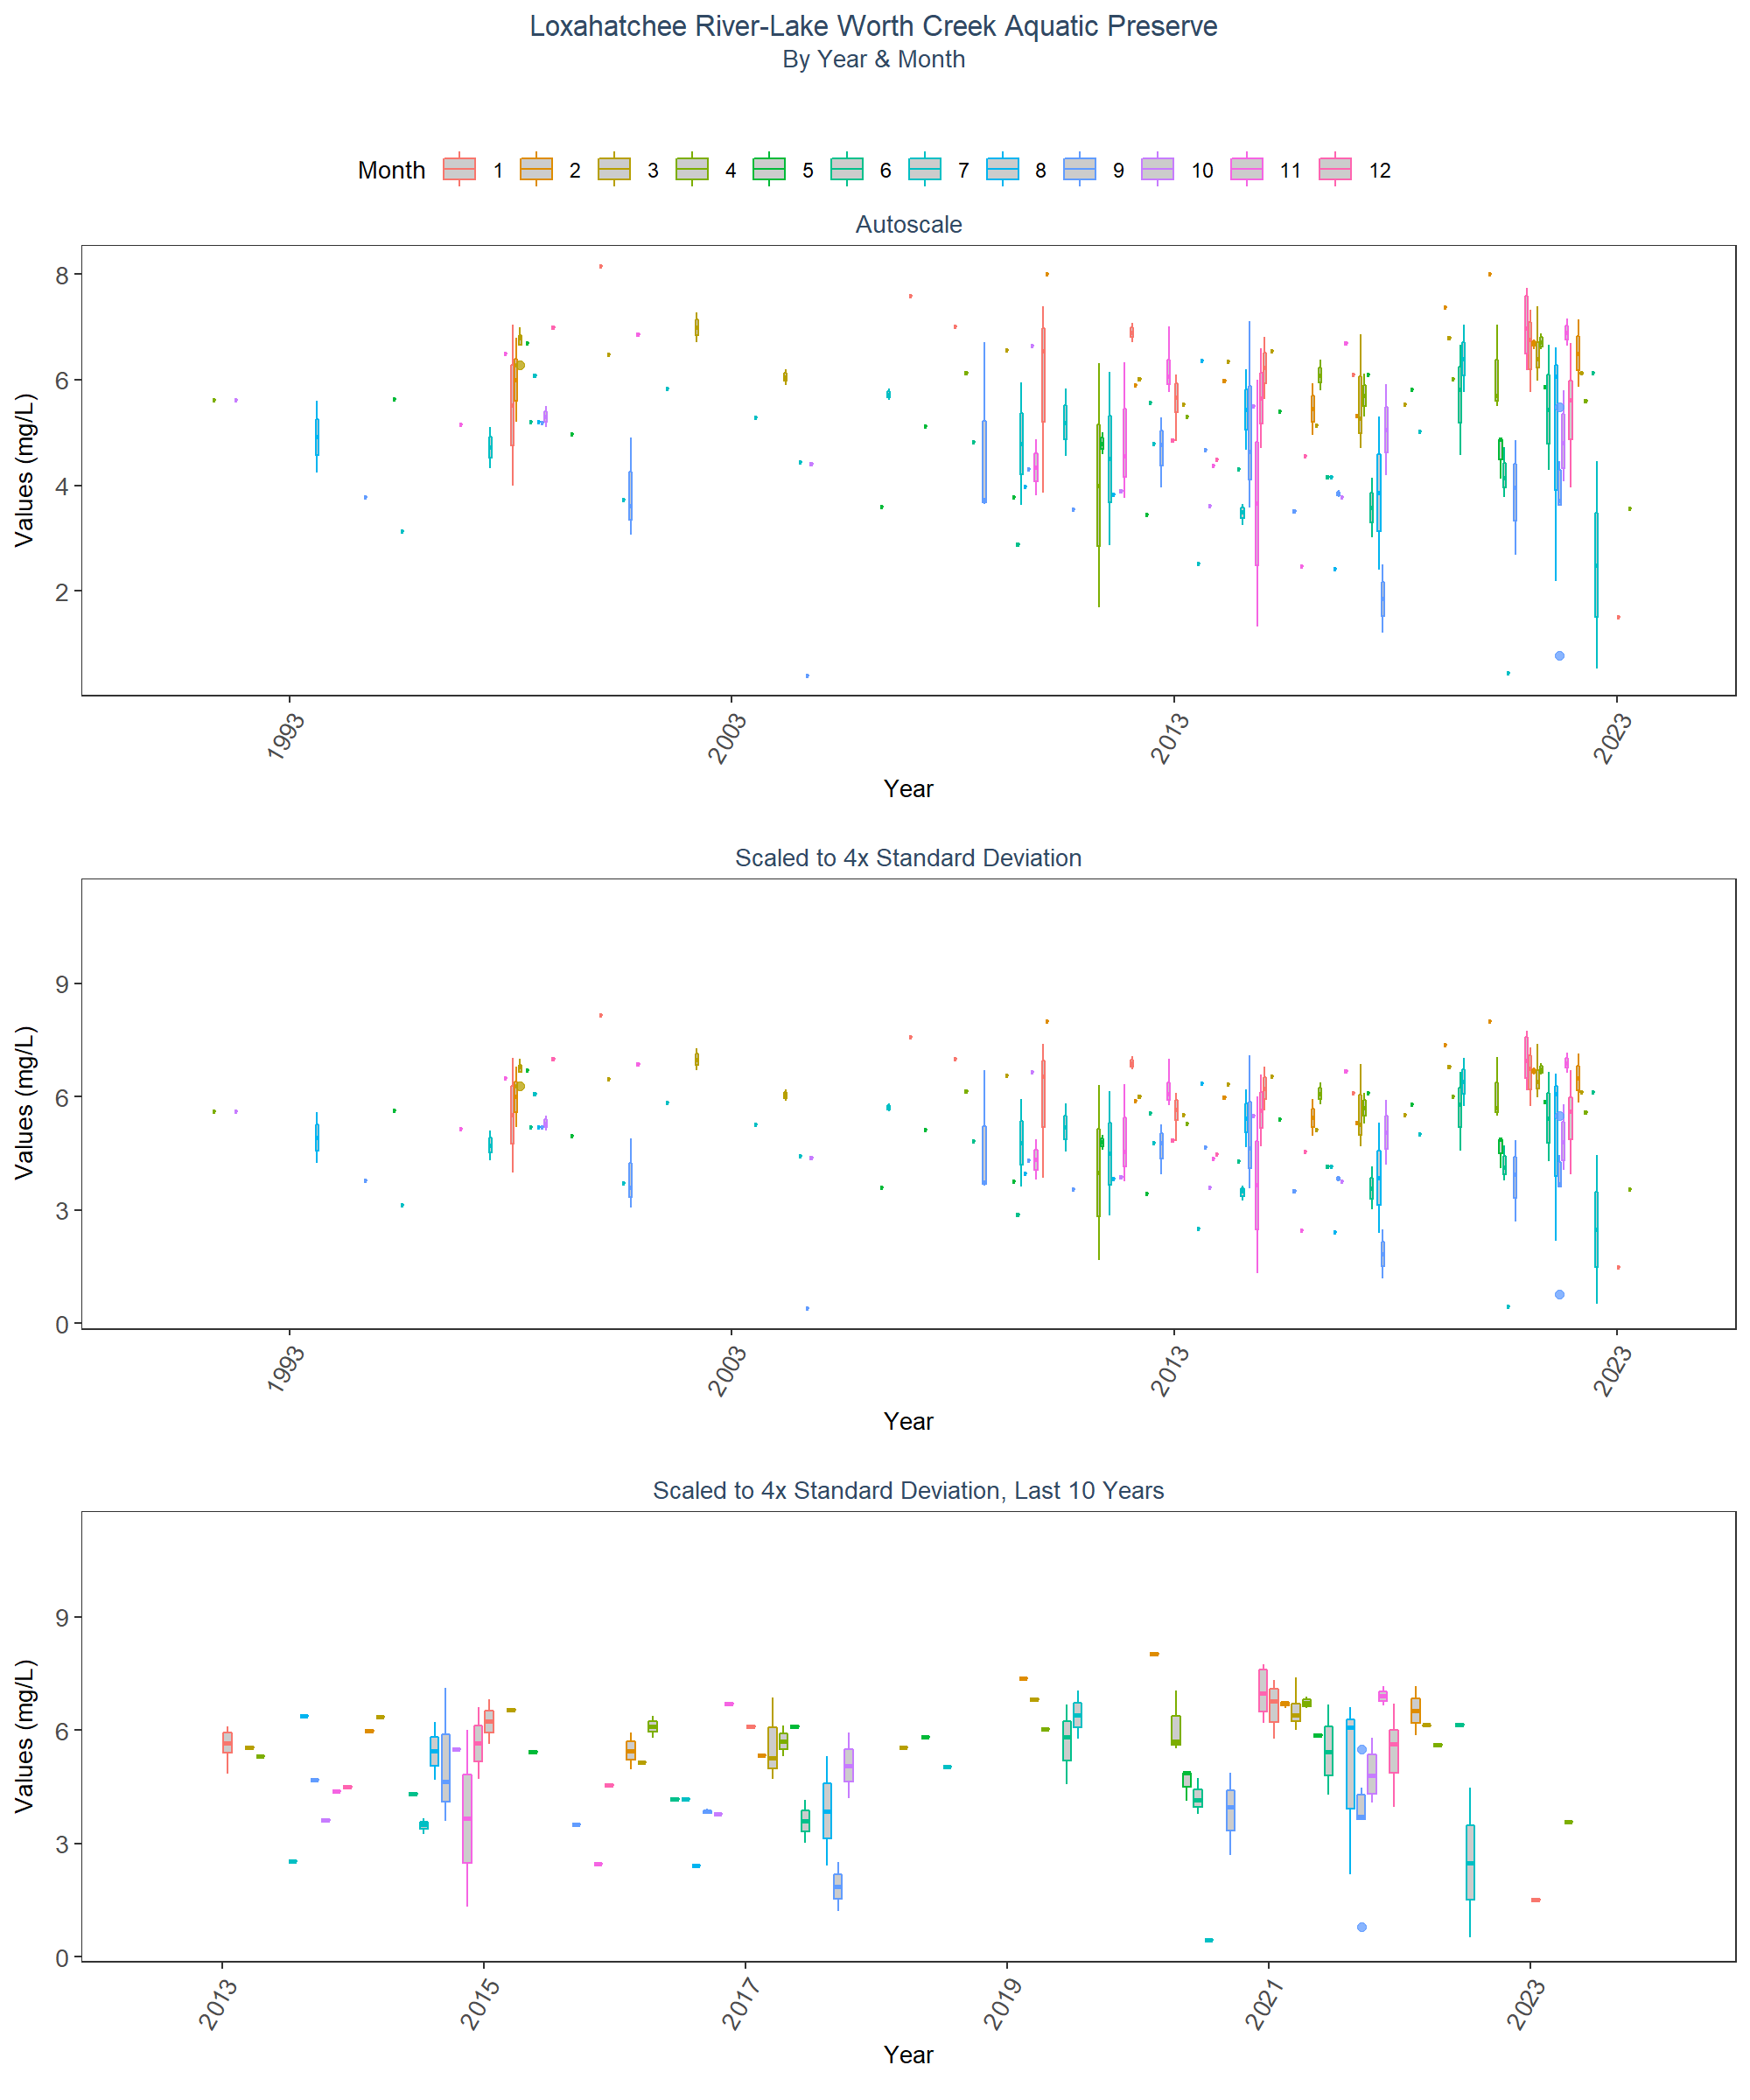 Loxahatchee River-Lake Worth Creek Aquatic Preserve
By Year & Month
Month 1 2 3 4 5 6 7 8 9 10 11 12
Autoscale
Values (mg/L)
8
6
4
2
1993 2003 2013 2023
Year
Scaled to 4x Standard Deviation
Values (mg/L)
9
6
3
0
1993 2003 2013 2023
Year
Scaled to 4x Standard Deviation, Last 10 Years
Values (mg/L)
9
6
3
0
2013 2015 2017 2019 2021 2023
Year